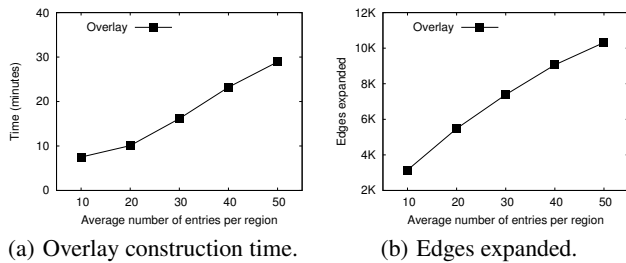 40
30
20
10
0
Time (minutes)
Overlay
10 20 30 40 50
Average number of entries per region
(a) Overlay construction time.
12K
10K
8K
6K
4K
2K
Edges expanded
Overlay
10 20 30 40 50
Average number of entries per region
(b) Edges expanded.